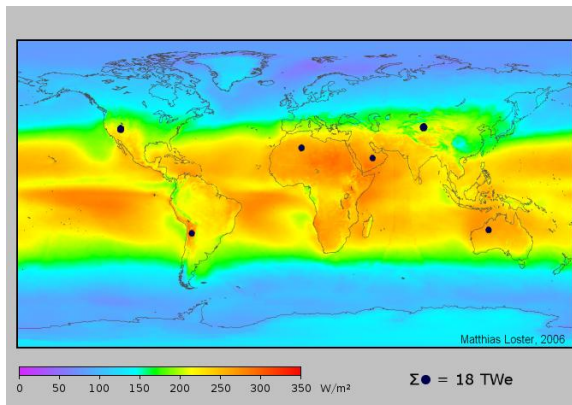 Matthias Loster, 2006
0 50 100 150 200 250 300 350 W/m²
Σ● = 18 TWe